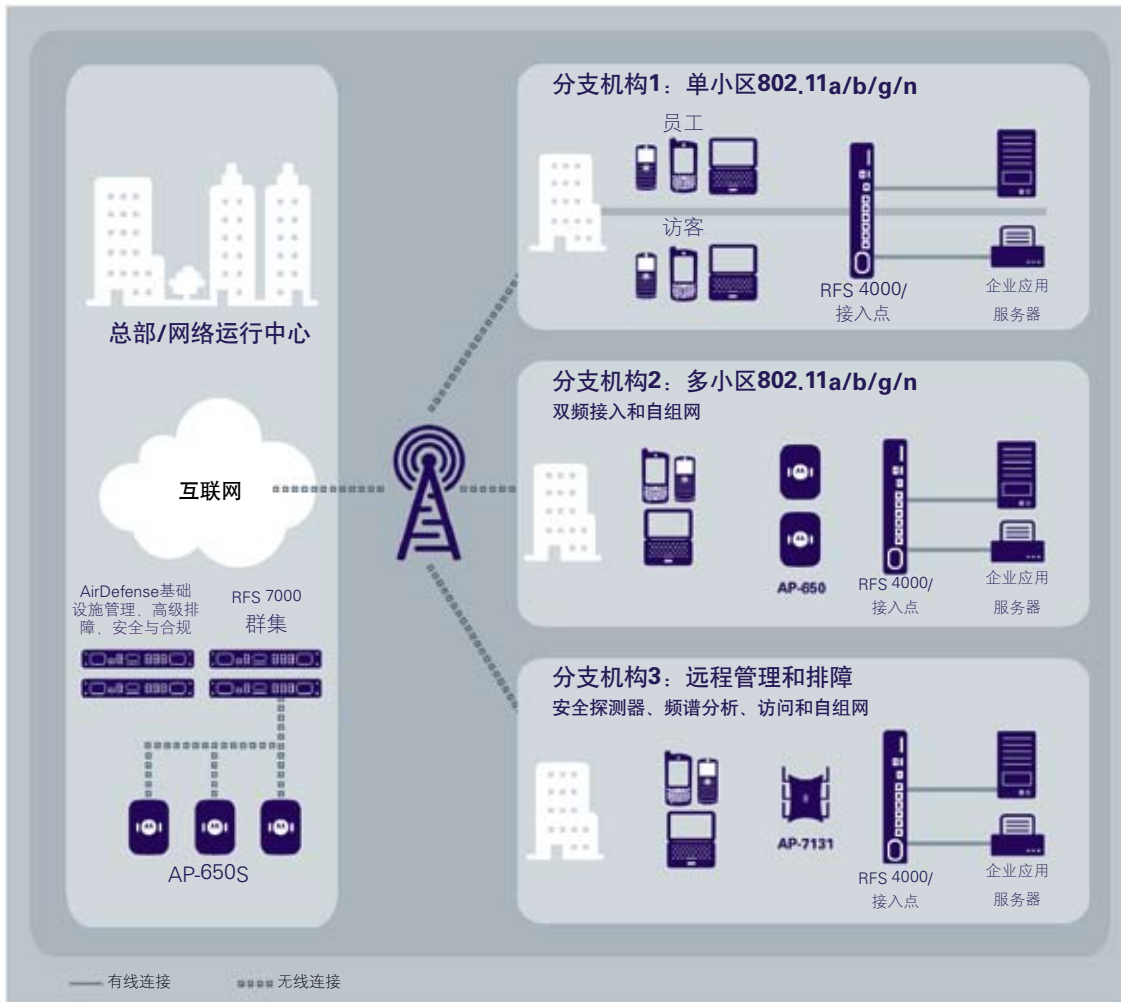 总部/网络运行中心
互联网
AirDefense基础
设施管理、高级排
障、安全与合规
RFS 7000
群集
AP-650S
分支机构1：单小区802.11a/b/g/n
员工
访客
RFS 4000/
接入点
企业应用
服务器
分支机构2：多小区802.11a/b/g/n
双频接入和自组网
AP-650
RFS 4000/
接入点
企业应用
服务器
分支机构3：远程管理和排障
安全探测器、频谱分析、访问和自组网
AP-7131
RFS 4000/
接入点
企业应用
服务器
有线连接
无线连接